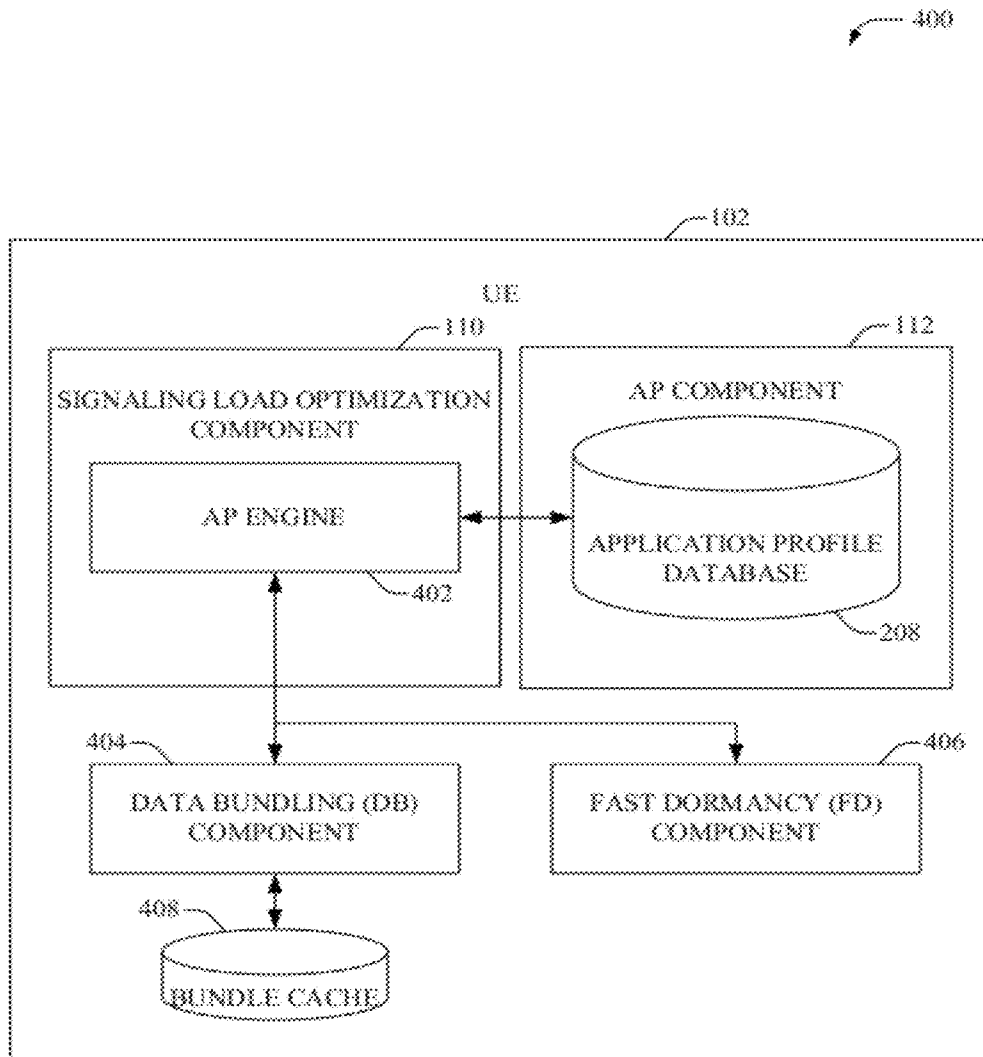 400
102
UE
110
112
SIGNALING LOAD OPTIMIZATION
COMPONENT
AP COMPONENT
AP ENGINE
APPLICATION PROFILE
DATABASE
402
208
404
406
DATA BUNDLING (DB)
COMPONENT
FAST DORMANCY (FD)
COMPONENT
408
BUNDLE CACHE